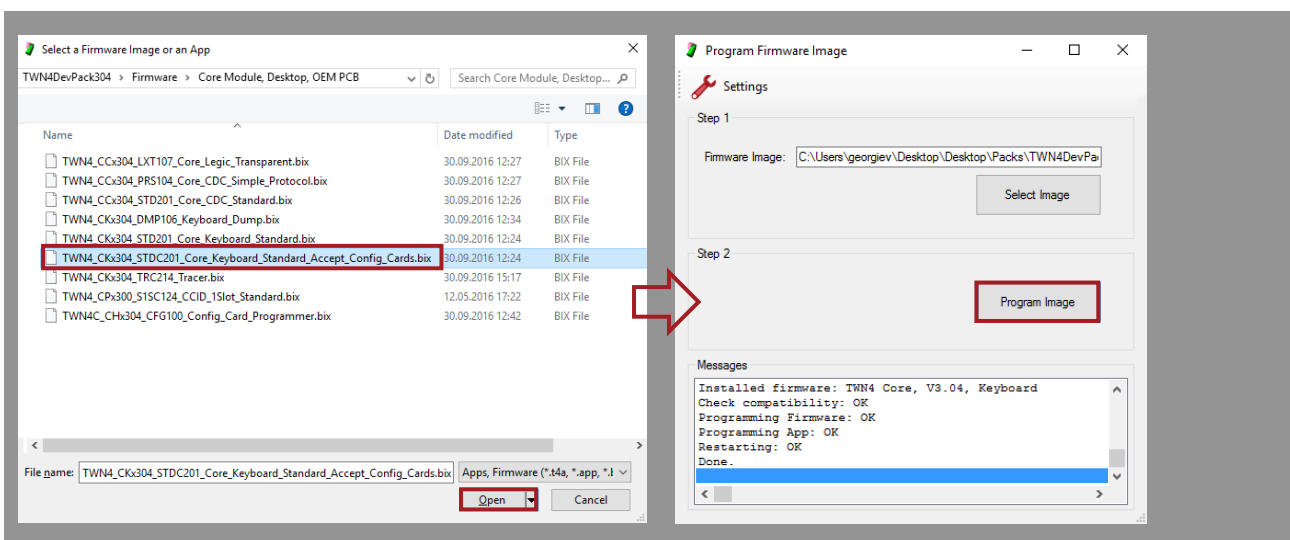 Select a Firmware Image or an App
TWN4DevPack304 > Firmware > Core Module, Desktop, OEM PCB
Search Core Module, Desktop...
Name Date modified Type
TWN4_CCx304_LXT107_Core_Legic_Transparent.bix 30.09.2016 12:27 BIX File
TWN4_CCx304_PRS104_Core_CDC_Simple_Protocol.bix 30.09.2016 12:27 BIX File
TWN4_CCx304_STD201_Core_CDC_Standard.bix 30.09.2016 12:26 BIX File
TWN4_CKx304_DMP106_Keyboard_Dump.bix 30.09.2016 12:34 BIX File
TWN4_CKx304_STD201_Core_Keyboard_Standard.bix 30.09.2016 12:24 BIX File
TWN4_CKx304_STDC201_Core_Keyboard_Standard_Accept_Config_Cards.bix 30.09.2016 12:24 BIX File
TWN4_CKx304_TRC214_Tracer.bix 30.09.2016 15:17 BIX File
TWN4_CPx300_S1SC124_CCID_1Slot_Standard.bix 12.05.2016 17:22 BIX File
TWN4C_CHx304_CFG100_Config_Card_Programmer.bix 30.09.2016 12:42 BIX File
File name: TWN4_CKx304_STDC201_Core_Keyboard_Standard_Accept_Config_Cards.bix Apps, Firmware (*.t4a, *.app, *.
Open Cancel
Program Firmware Image
Settings
Step 1
Firmware Image: C:\Users\georgiev\Desktop\Desktop\Packs\TWN4DevPa
Select Image
Step 2
Program Image
Messages
Installed firmware: TWN4 Core, V3.04, Keyboard
Check compatibility: OK
Programming Firmware: OK
Programming App: OK
Restarting: OK
Done.